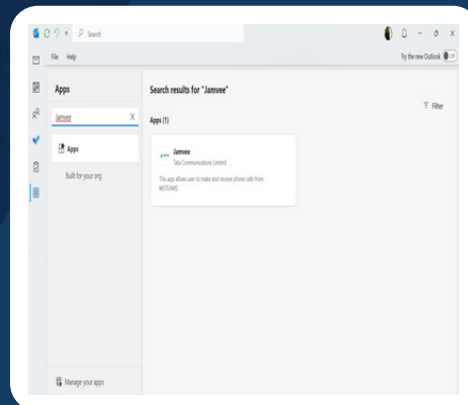 Search
File Help
Try the new Outlook
Apps
Search results for "Jamvee"
Filter
Jamvee X
Apps (1)
Apps
Jamvee
Tata Communications Limited
Built for your org
This app allows user to make and receive phone calls from
MSTEAMS
Manage your apps